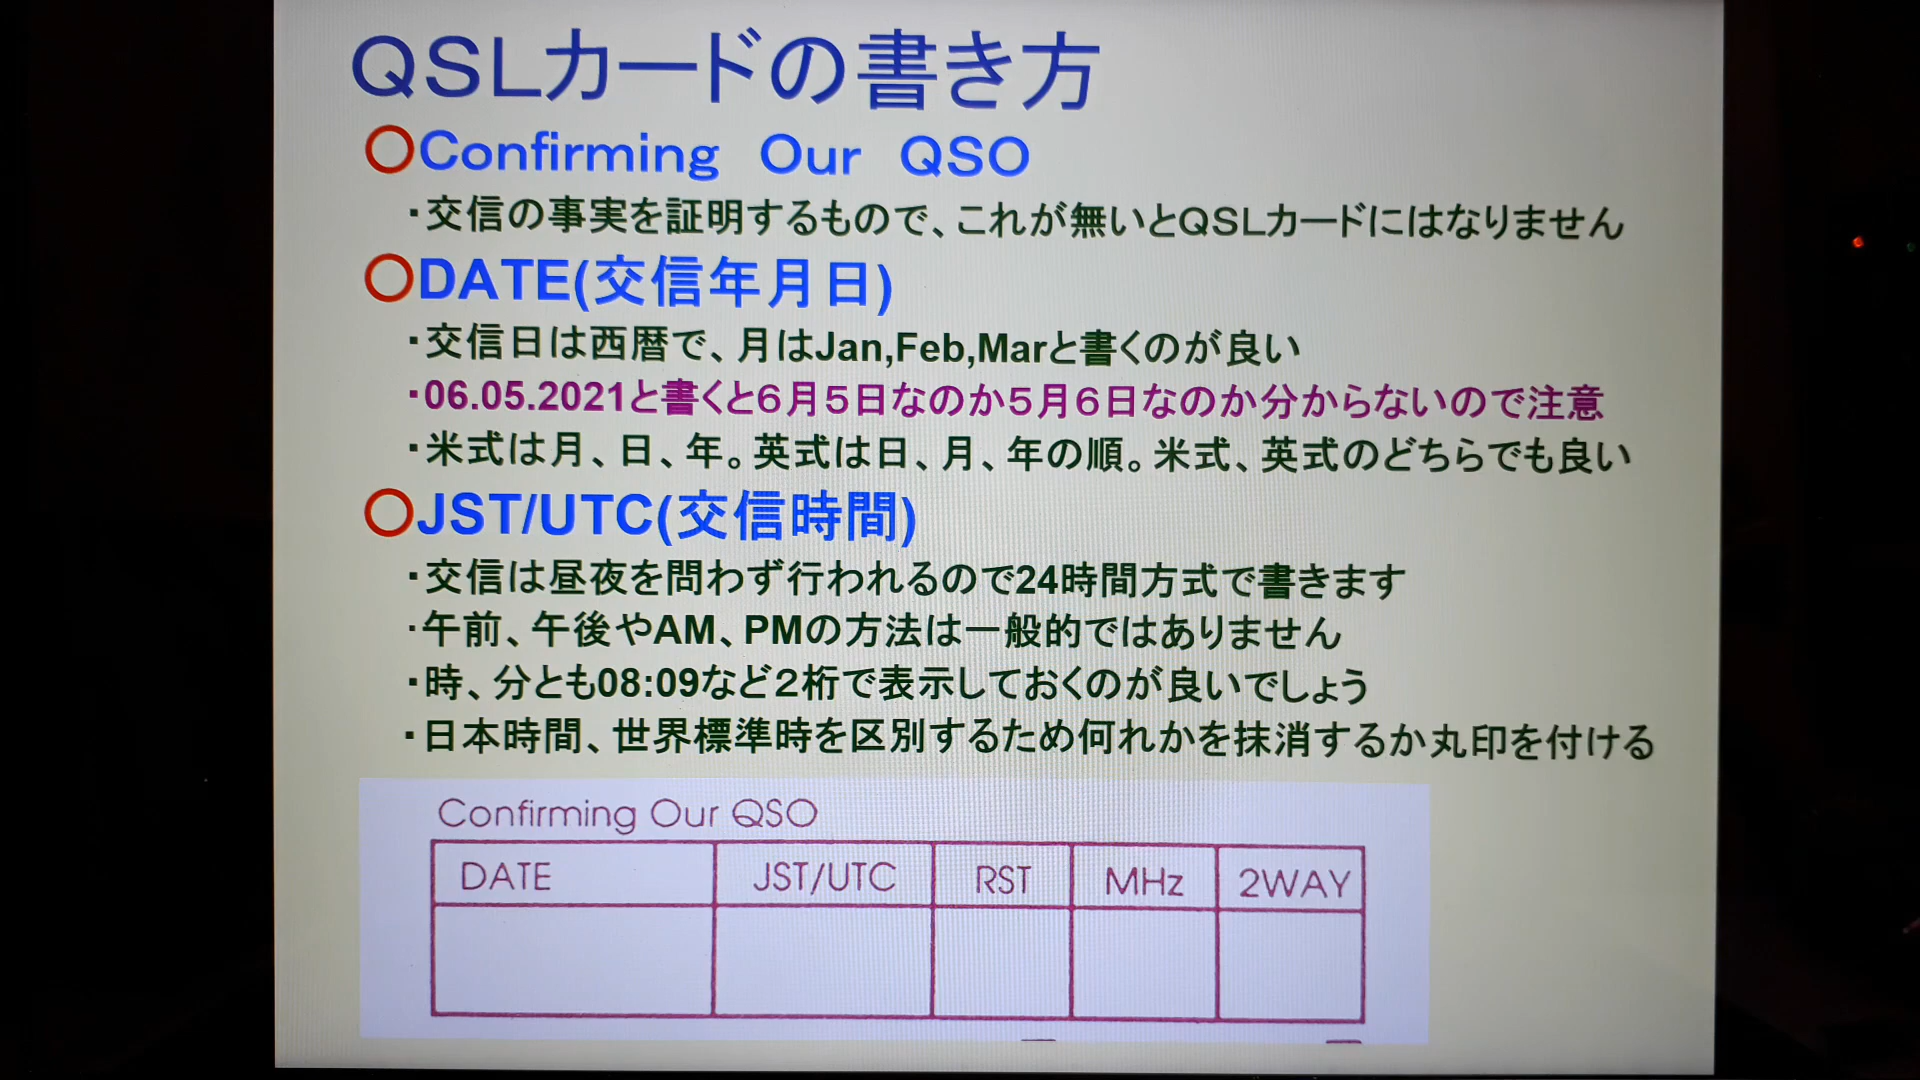 QSLカードの書き方
〇Confirming Our QSO
・交信の事実を証明するもので、これが無いとQSLカードにはなりません
〇DATE(交信年月日)
・交信日は西暦で、月はJan,Feb,Marと書くのが良い
・06.05.2021と書くと6月5日なのか5月6日なのか分からないので注意
・米式は月、日、年。英式は日、月、年の順。米式、英式のどちらでも良い
〇JST/UTC(交信時間)
・交信は昼夜を問わず行われるので24時間方式で書きます
・午前、午後やAM、PMの方法は一般的ではありません
・時、分とも08:09など2桁で表示しておくのが良いでしょう
・日本時間、世界標準時を区別するため何れかを抹消するか丸印を付ける
Confirming Our QSO
DATE JST/UTC RST MHz 2WAY